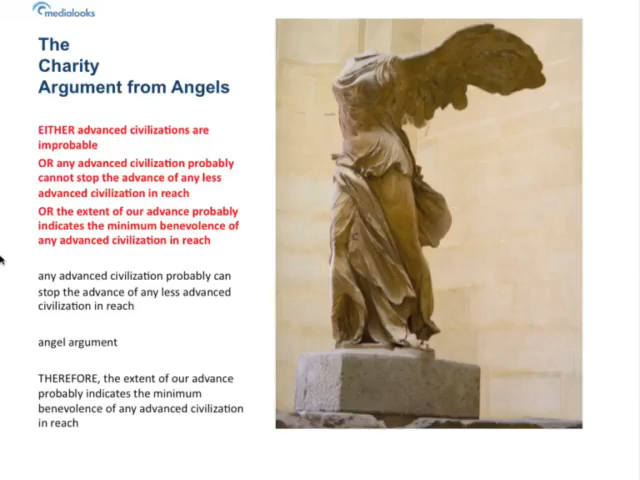 medialooks
The
Charity
Argument from Angels
EITHER advanced civilizations are
improbable
OR any advanced civilization probably
cannot stop the advance of any less
advanced civilization in reach
OR the extent of our advance probably
indicates the minimum benevolence of
any advanced civilization in reach
any advanced civilization probably can
stop the advance of any less advanced
civilization in reach
angel argument
THEREFORE, the extent of our advance
probably indicates the minimum
benevolence of any advanced civilization
in reach